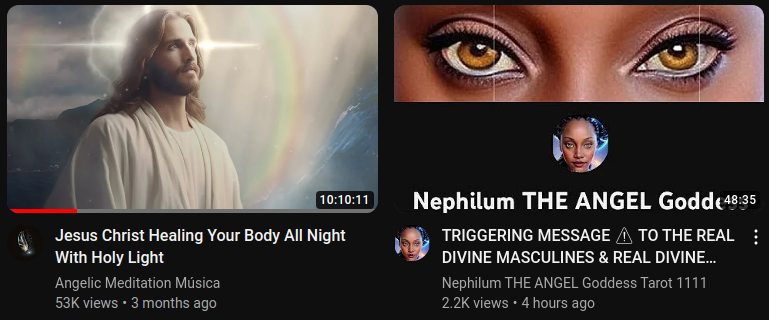 10:10:11
Jesus Christ Healing Your Body All Night
With Holy Light
Angelic Meditation Música
53K views • 3 months ago
Nephilum THE ANGEL Godde
48:35
TRIGGERING MESSAGE ⚠ TO THE REAL
DIVINE MASCULINES & REAL DIVINE...
Nephilum THE ANGEL Goddess Tarot 1111
2.2K views • 4 hours ago